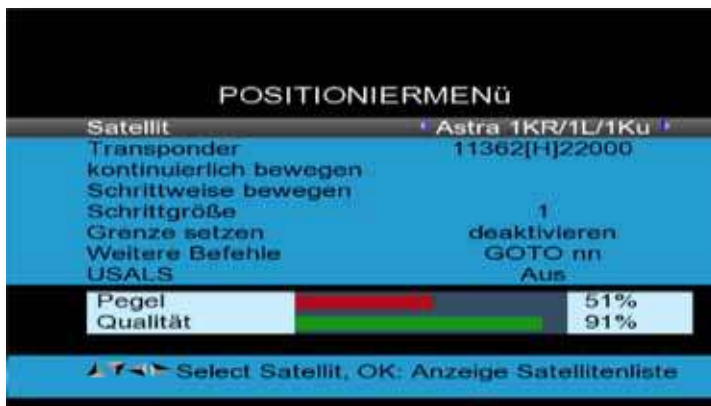 POSITIONIERMENü
Satellit Astra 1KR/1L/1Ku
Transponder 11362[H]22000
kontinuierlich bewegen
Schrittweise bewegen
Schrittgröße 1
Grenze setzen deaktivieren
Weitere Befehle GOTO nn
USALS Aus
Pegel 51%
Qualität 91%
Select Satellit, OK: Anzeige Satellitenliste